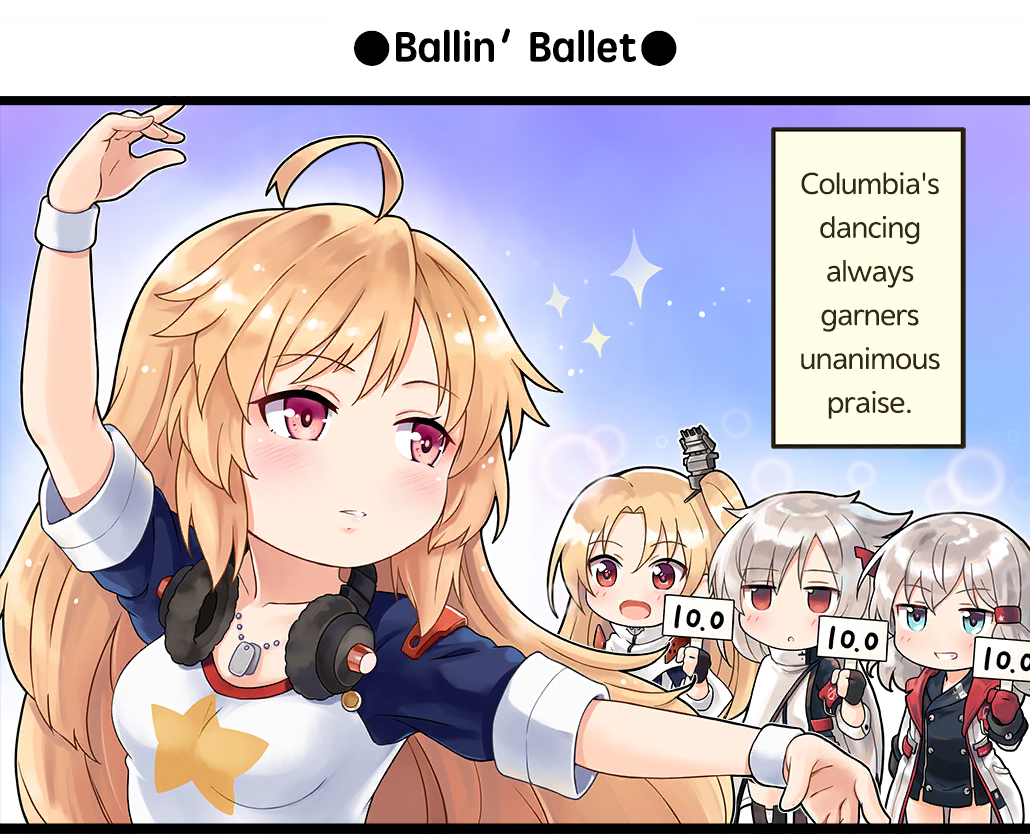 ●Ballin' Ballet●
Columbia's
dancing
always
garners
unanimous
praise.
10.0
10.0
10.0